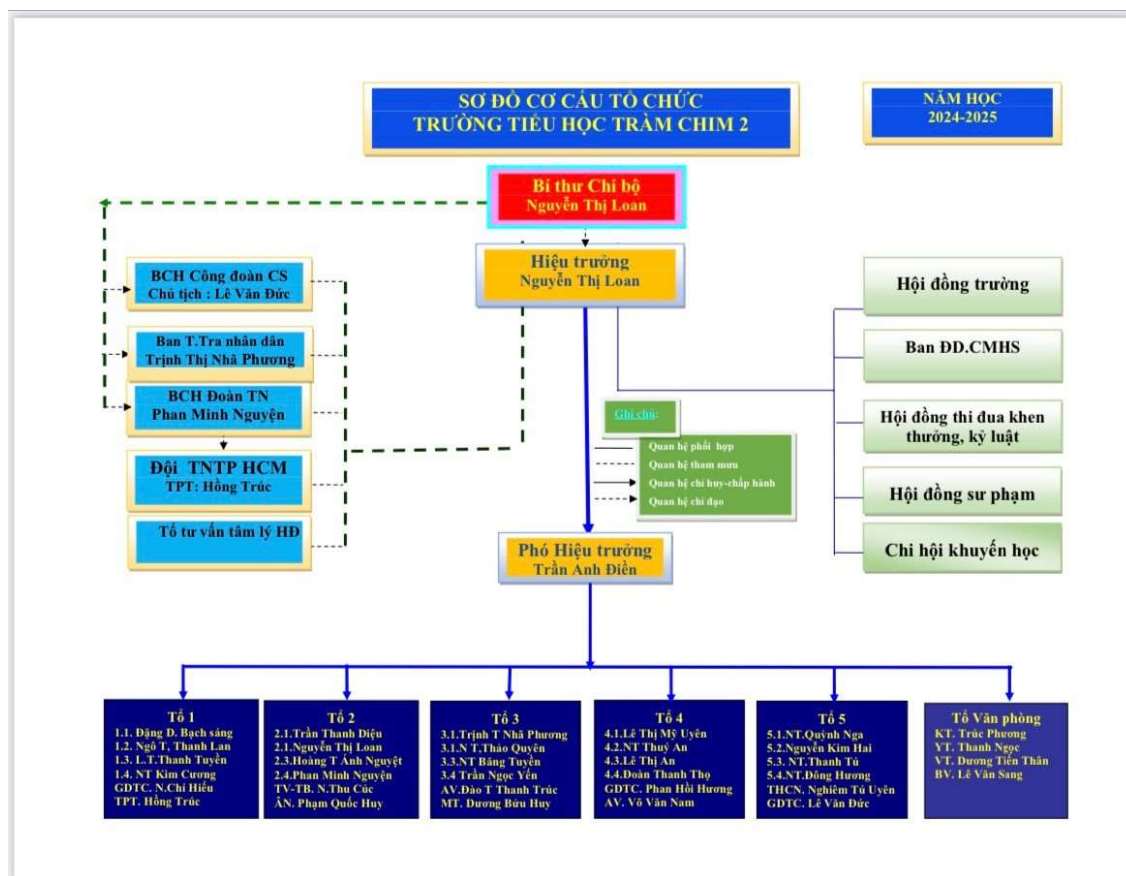 SƠ ĐỒ CƠ CẤU TỔ CHỨC
TRƯỜNG TIỂU HỌC TRÀM CHIM 2
NĂM HỌC
2024-2025
Bí thư Chi bộ
Nguyễn Thị Loan
Hiệu trưởng
Nguyễn Thị Loan
BCH Công đoàn CS
Chủ tịch : Lê Văn Đức
Ban T.Tra nhân dân
Trịnh Thị Nhã Phương
BCH Đoàn TN
Phan Minh Nguyện
Đội TNTP HCM
TPT: Hồng Trúc
Tổ tư vấn tâm lý HĐ
Hội đồng trường
Ban ĐD.CMHS
Hội đồng thi đua khen
thưởng, kỷ luật
Hội đồng sư phạm
Chi hội khuyến học
Ghi chú:
Quan hệ phối hợp
Quan hệ tham mưu
Quan hệ chỉ huy-chấp hành
Quan hệ chỉ đạo
Phó Hiệu trưởng
Trần Anh Điền
Tổ 1
1.1. Đặng D. Bạch sáng
1.2. Ngô T, Thanh Lan
1.3. L.T.Thanh Tuyền
1.4. NT Kim Cương
GDTC. N.Chí Hiếu
TPT. Hồng Trúc
Tổ 2
2.1.Trần Thanh Diệu
2.1.Nguyễn Thị Loan
2.3.Hoàng T Ánh Nguyệt
2.4.Phan Minh Nguyện
TV-TB. N.Thu Cúc
ÂN. Phạm Quốc Huy
Tổ 3
3.1.Trịnh T Nhã Phương
3.1.N T,Thảo Quyên
3.3.NT Băng Tuyền
3.4 Trần Ngọc Yến
AV.Đào T Thanh Trúc
MT. Dương Bửu Huy
Tổ 4
4.1.Lê Thị Mỹ Uyên
4.2.NT Thuý An
4.3.Lê Thị An
4.4.Đoàn Thanh Thọ
GDTC. Phan Hồi Hương
AV. Võ Văn Nam
Tổ 5
5.1.NT.Quỳnh Nga
5.2.Nguyễn Kim Hai
5.3. NT.Thanh Tú
5.4.NT.Đông Hương
THCN. Nghiêm Tú Uyên
GDTC. Lê Văn Đức
Tổ Văn phòng
KT. Trúc Phương
YT. Thanh Ngọc
VT. Dương Tiến Thân
BV. Lê Văn Sang